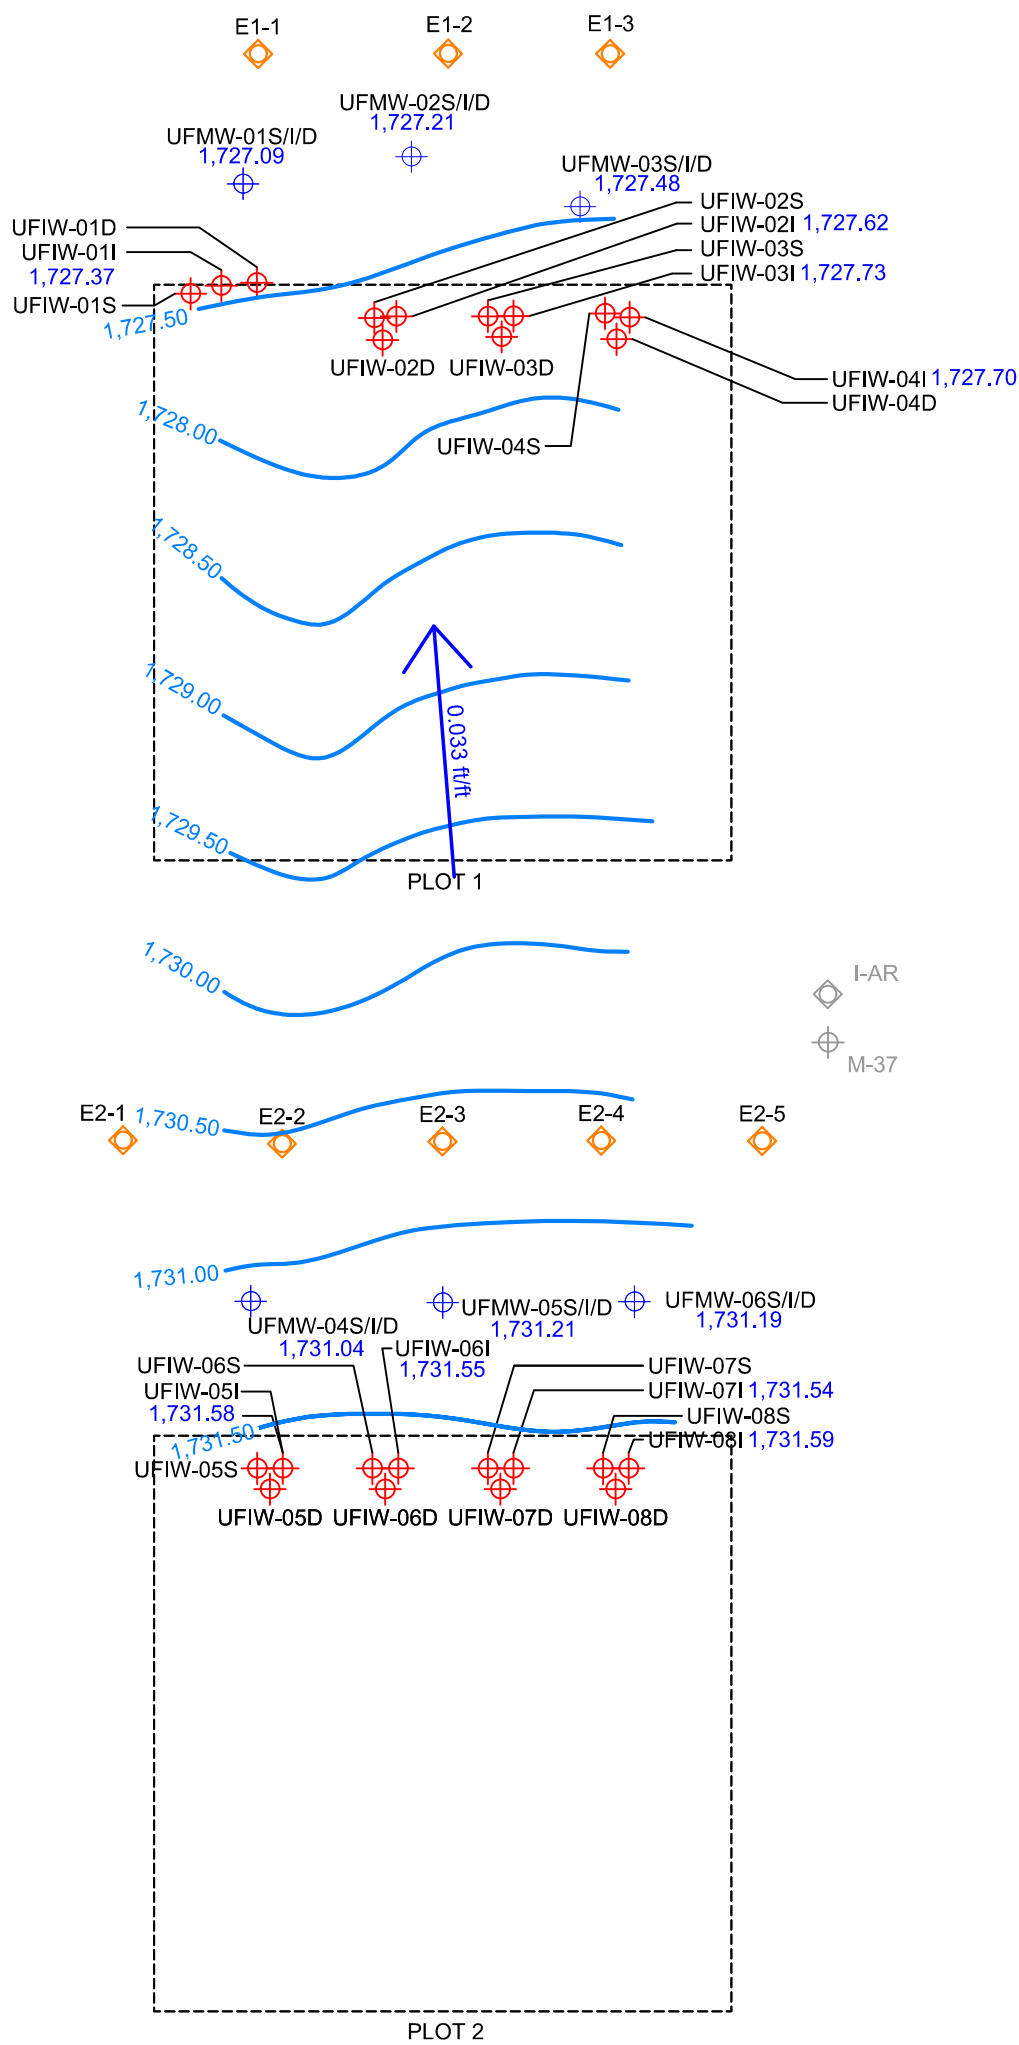 E1-1
E1-2
E1-3
UFMW-02S/I/D
1,727.21
UFMW-01S/I/D
1,727.09
UFMW-03S/I/D
1,727.48
UFIW-02S
UFIW-01D
UFIW-02I 1,727.62
UFIW-01I
UFIW-03S
1,727.37
UFIW-03I 1,727.73
UFIW-01S
1,727.50
UFIW-02D
UFIW-03D
UFIW-04I 1,727.70
UFIW-04D
1,728.00
UFIW-04S
1,728.50
1,729.00
0.033 ft/ft
1,729.50
PLOT 1
1,730.00
I-AR
M-37
E2-1
1,730.50
E2-2
E2-3
E2-4
E2-5
1,731.00
UFMW-04S/I/D
1,731.04
UFMW-05S/I/D
1,731.21
UFMW-06S/I/D
1,731.19
UFIW-06I
1,731.55
UFIW-06S
UFIW-07S
UFIW-05I
1,731.58
UFIW-07I 1,731.54
UFIW-08S
1,731.50
UFIW-08I 1,731.59
UFIW-05S
UFIW-05D
UFIW-06D
UFIW-07D
UFIW-08D
PLOT 2